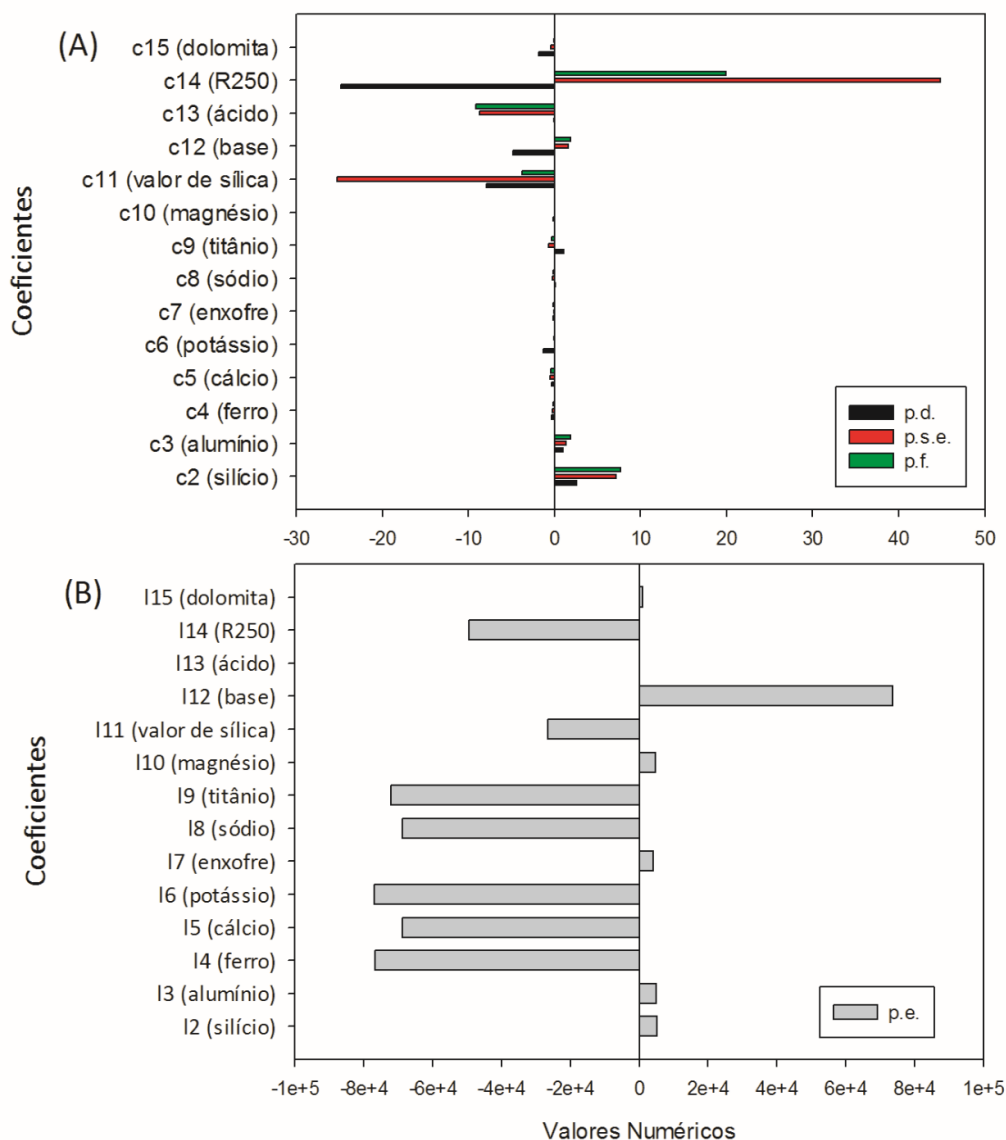 (A)
Coeficientes
c15 (dolomita)
c14 (R250)
c13 (ácido)
c12 (base)
c11 (valor de sílica)
c10 (magnésio)
c9 (titânio)
c8 (sódio)
c7 (enxofre)
c6 (potássio)
c5 (cálcio)
c4 (ferro)
c3 (alumínio)
c2 (silício)
p.d.
p.s.e.
p.f.
-30 -20 -10 0 10 20 30 40 50
(B)
Coeficientes
l15 (dolomita)
l14 (R250)
l13 (ácido)
l12 (base)
l11 (valor de sílica)
l10 (magnésio)
l9 (titânio)
l8 (sódio)
l7 (enxofre)
l6 (potássio)
l5 (cálcio)
l4 (ferro)
l3 (alumínio)
l2 (silício)
p.e.
-1e+5 -8e+4 -6e+4 -4e+4 -2e+4 0 2e+4 4e+4 6e+4 8e+4 1e+5
Valores Numéricos